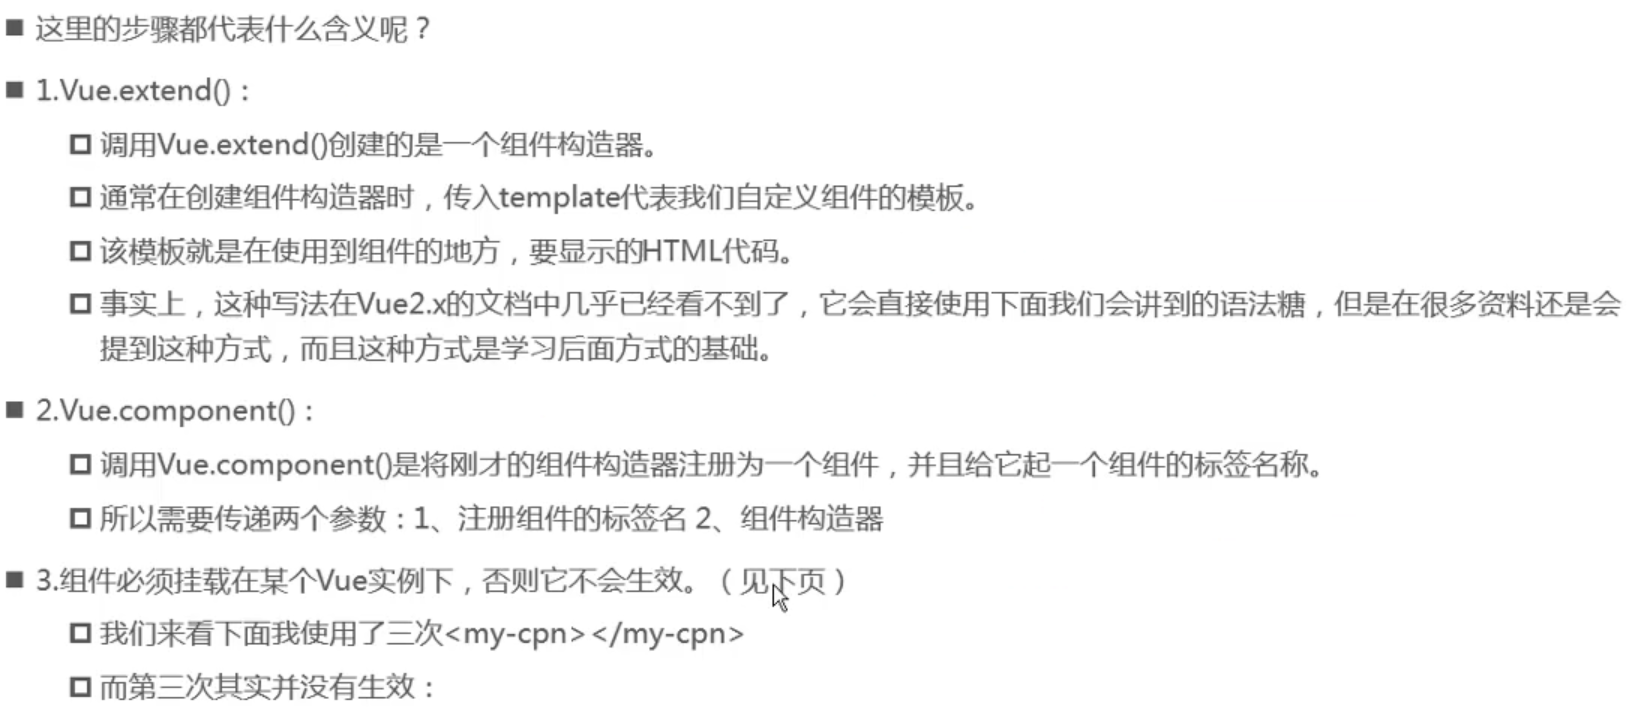 这里的步骤都代表什么含义呢？
1.Vue.extend()：
调用Vue.extend()创建的是一个组件构造器。
通常在创建组件构造器时，传入template代表我们自定义组件的模板。
该模板就是在使用到组件的地方，要显示的HTML代码。
事实上，这种写法在Vue2.x的文档中几乎已经看不到了，它会直接使用下面我们会讲到的语法糖，但是在很多资料还是会
提到这种方式，而且这种方式是学习后面方式的基础。
2.Vue.component()：
调用Vue.component()是将刚才的组件构造器注册为一个组件，并且给它起一个组件的标签名称。
所以需要传递两个参数：1、注册组件的标签名 2、组件构造器
3.组件必须挂载在某个Vue实例下，否则它不会生效。（见下页）
我们来看下面我使用了三次<my-cpn></my-cpn>
而第三次其实并没有生效：